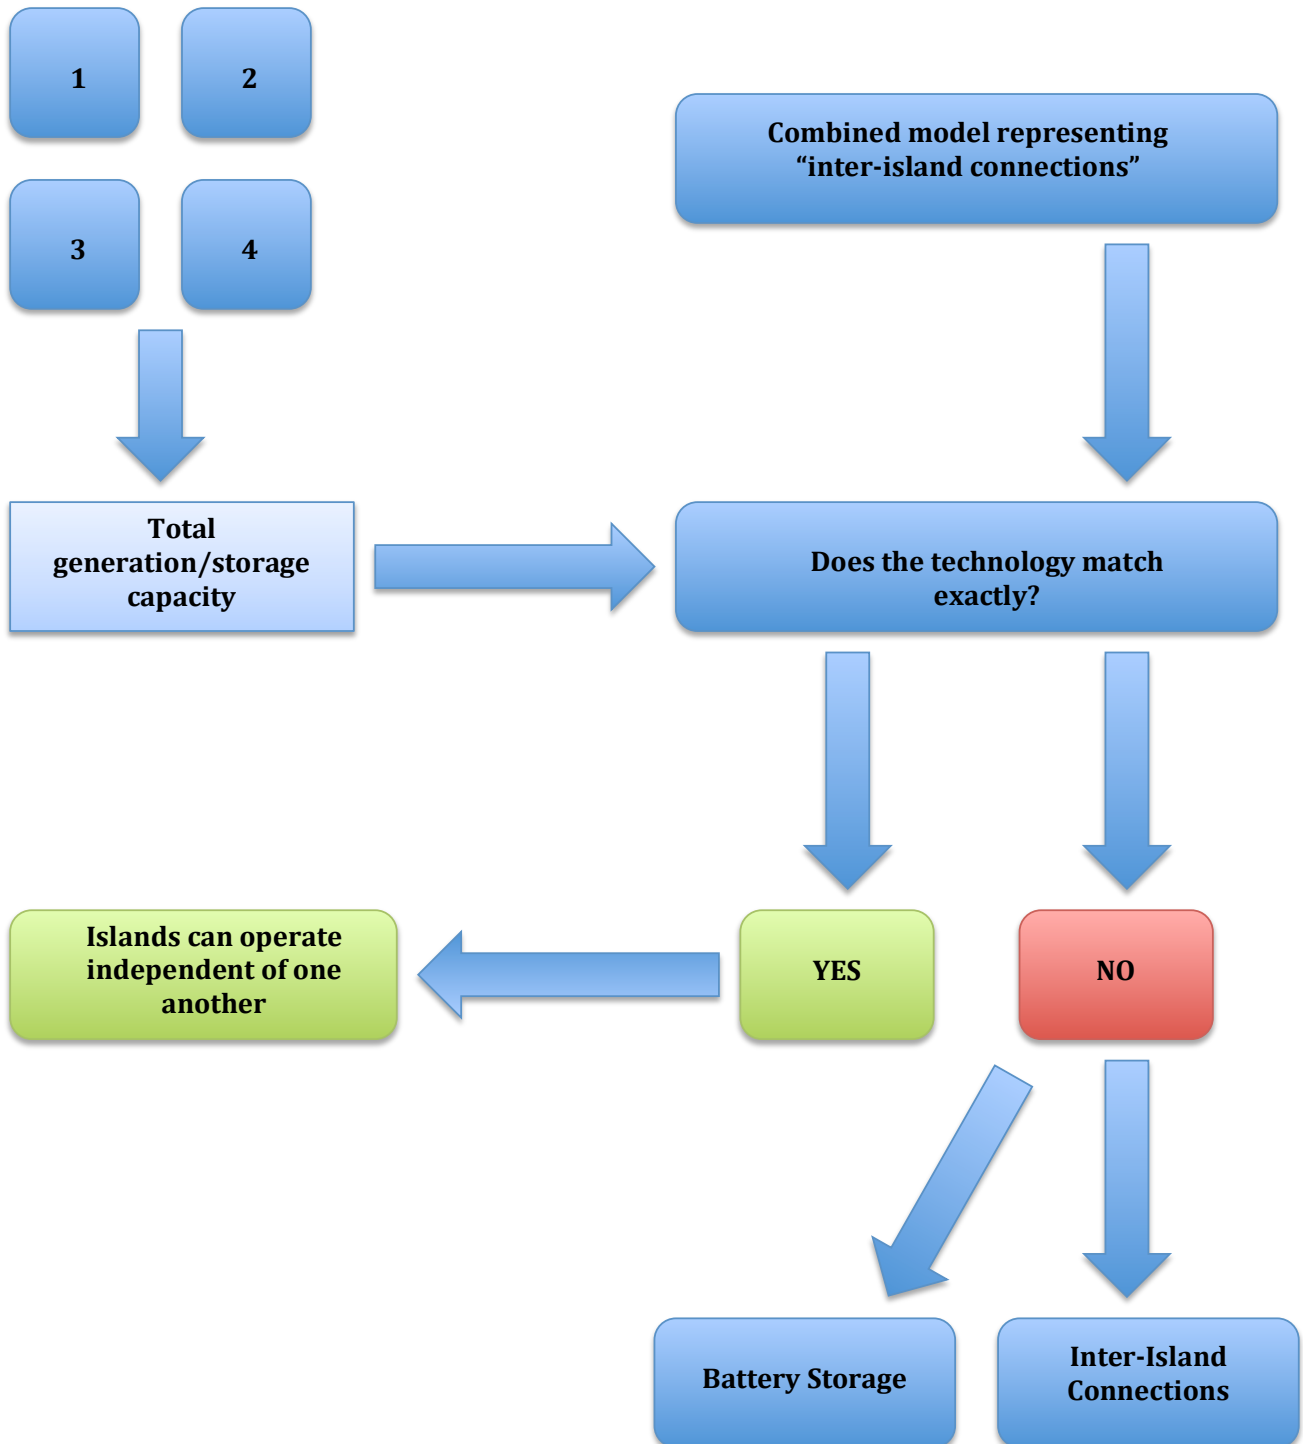 1
2
3
4
Combined model representing
“inter-island connections”
Total
generation/storage
capacity
Does the technology match
exactly?
Islands can operate
independent of one
another
YES
NO
Battery Storage
Inter-Island
Connections